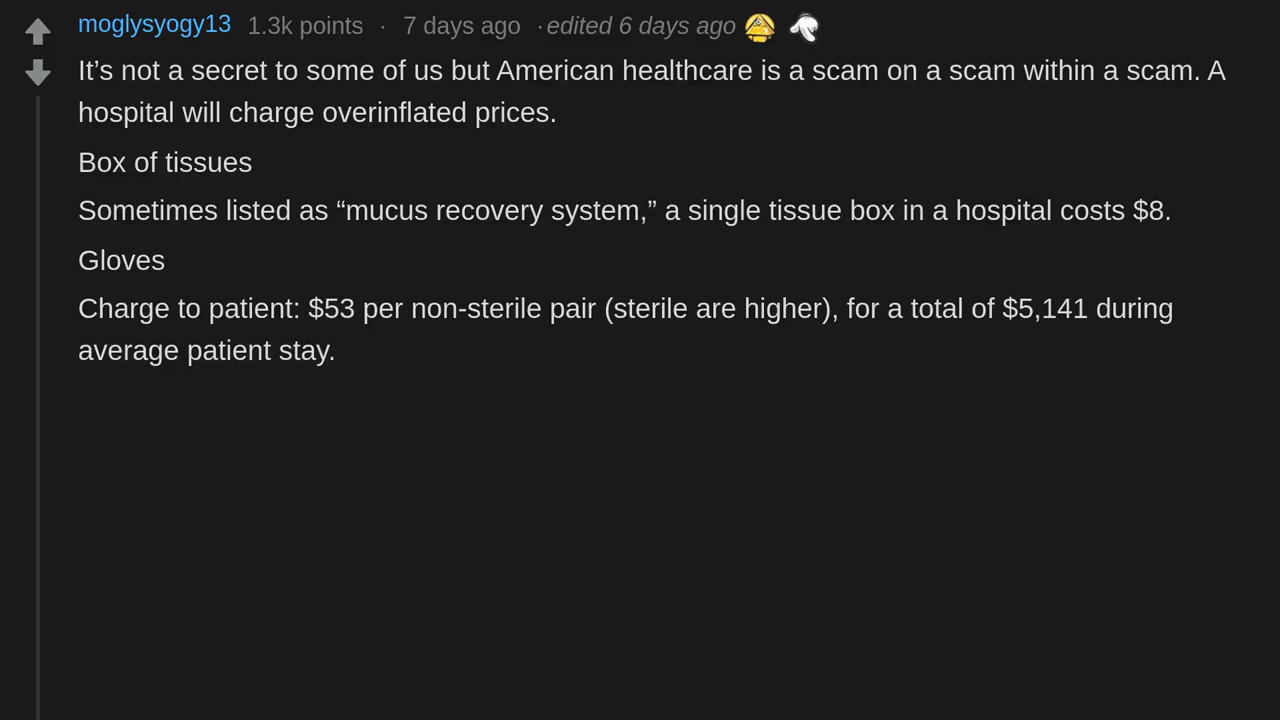 moglysyogy13 1.3k points · 7 days ago · edited 6 days ago
It’s not a secret to some of us but American healthcare is a scam on a scam within a scam. A
hospital will charge overinflated prices.
Box of tissues
Sometimes listed as “mucus recovery system,” a single tissue box in a hospital costs $8.
Gloves
Charge to patient: $53 per non-sterile pair (sterile are higher), for a total of $5,141 during
average patient stay.